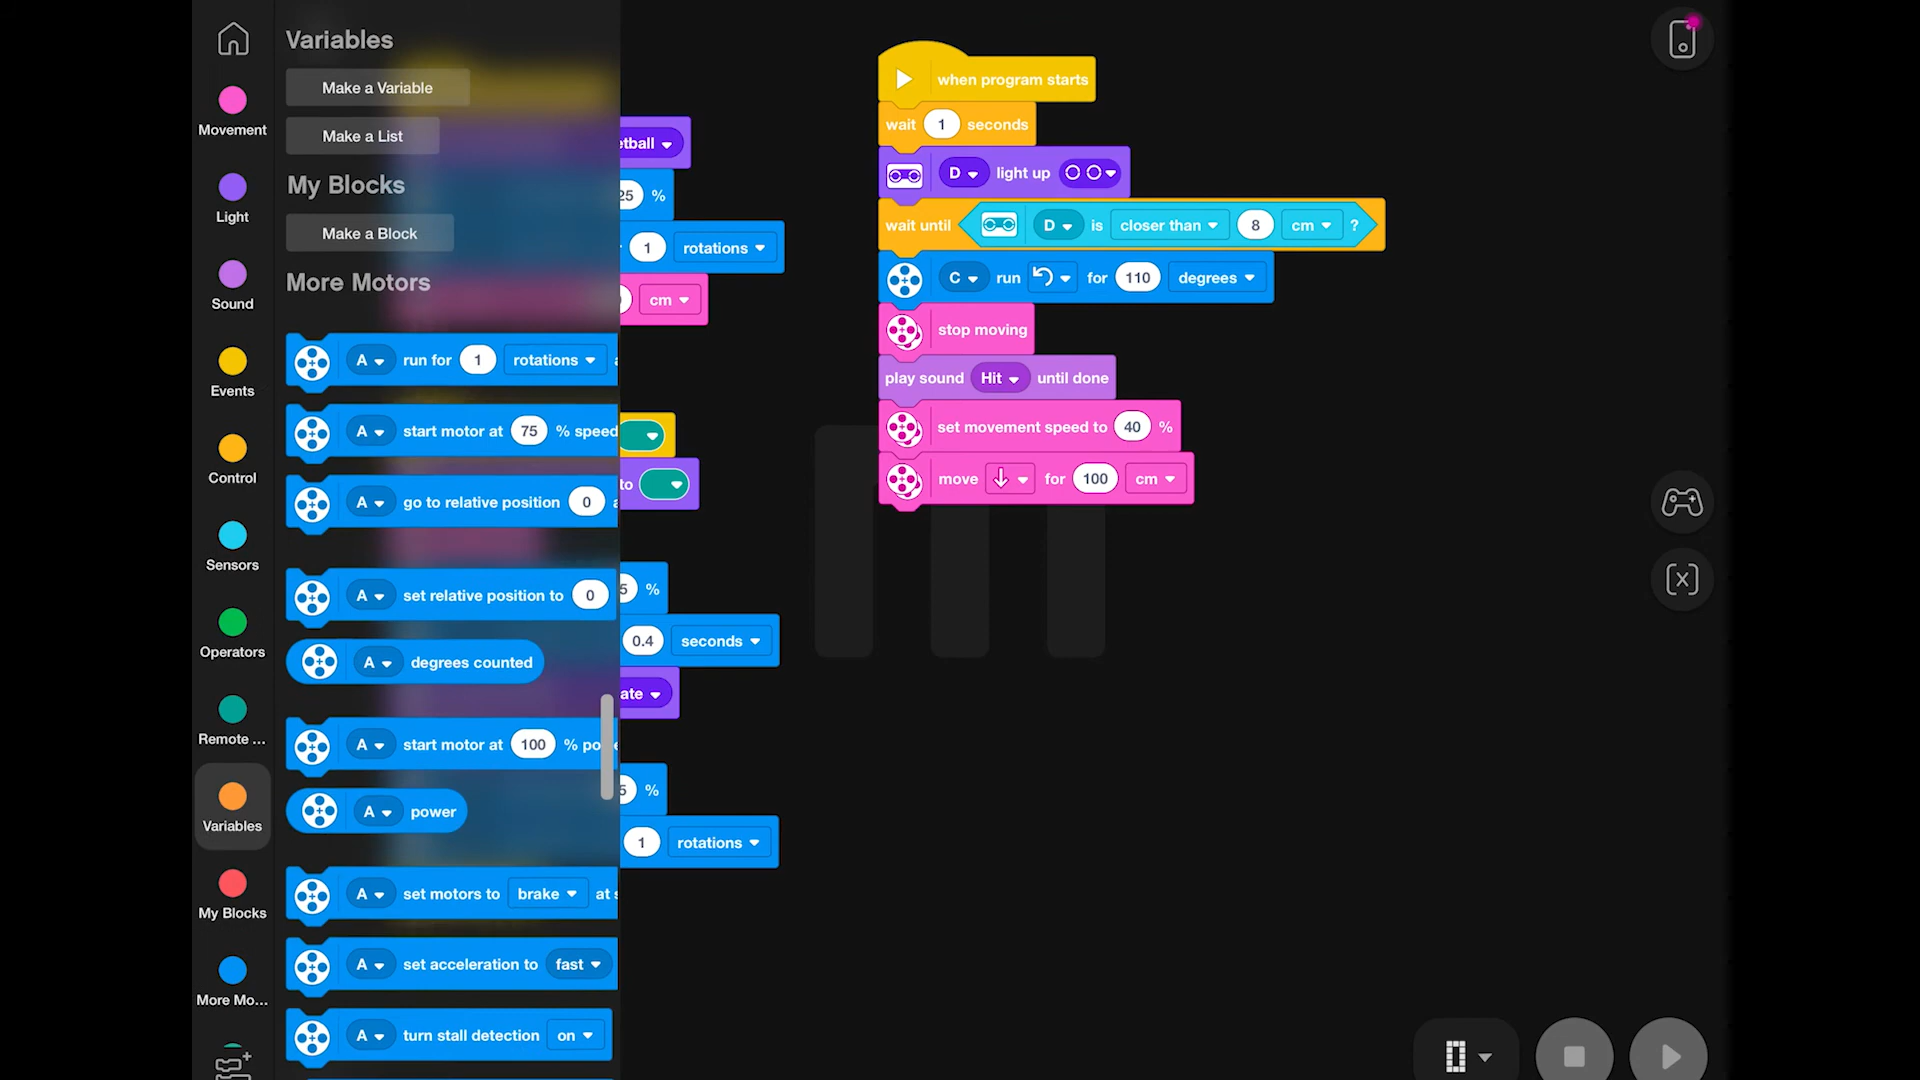 Movement
Light
Sound
Events
Control
Sensors
Operators
Remote ...
Variables
My Blocks
More Mo...
Variables
Make a Variable
Make a List
My Blocks
Make a Block
More Motors
A run for 1 rotations
A start motor at 75 % speed
A go to relative position 0
A set relative position to 0
A degrees counted
A start motor at 100 %
A power
A set motors to brake at
A set acceleration to fast
A turn stall detection on
%
1 rotations
cm
to
%
0.4 seconds
%
1 rotations
when program starts
wait 1 seconds
D light up
wait until D is closer than 8 cm ?
C run for 110 degrees
stop moving
play sound Hit until done
set movement speed to 40 %
move for 100 cm